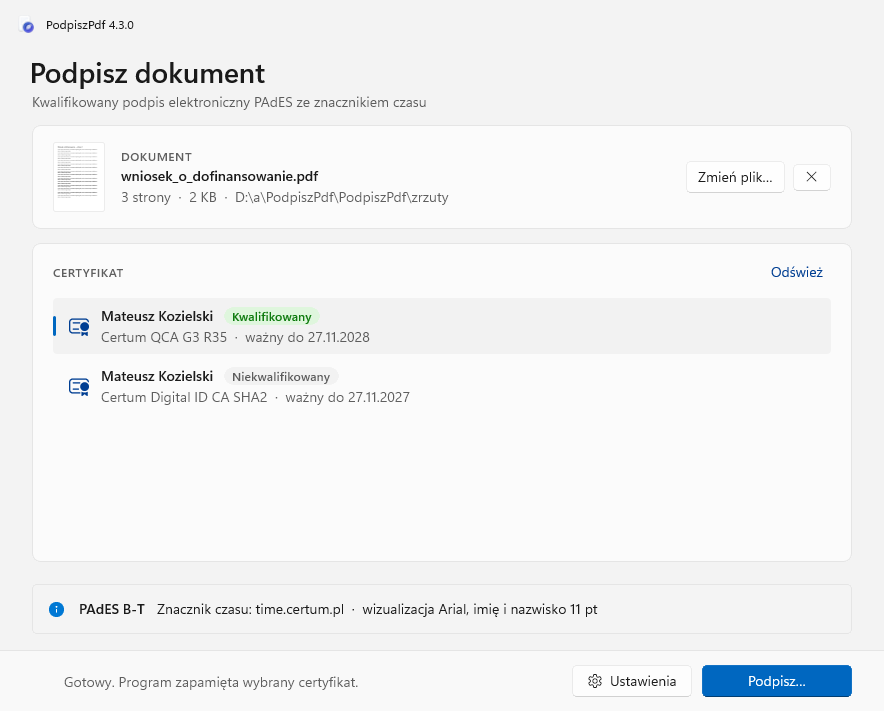 PodpiszPdf 4.3.0
Podpisz dokument
Kwalifikowany podpis elektroniczny PAdES ze znacznikiem czasu
DOKUMENT
wniosek_o_dofinansowanie.pdf
3 strony · 2 KB · D:\a\PodpiszPdf\PodpiszPdf\zrzuty
Zmień plik...
CERTYFIKAT
Odśwież
Mateusz Kozielski Kwalifikowany
Certum QCA G3 R35 · ważny do 27.11.2028
Mateusz Kozielski Niekwalifikowany
Certum Digital ID CA SHA2 · ważny do 27.11.2027
PAdES B-T Znacznik czasu: time.certum.pl · wizualizacja Arial, imię i nazwisko 11 pt
Gotowy. Program zapamięta wybrany certyfikat.
Ustawienia
Podpisz...